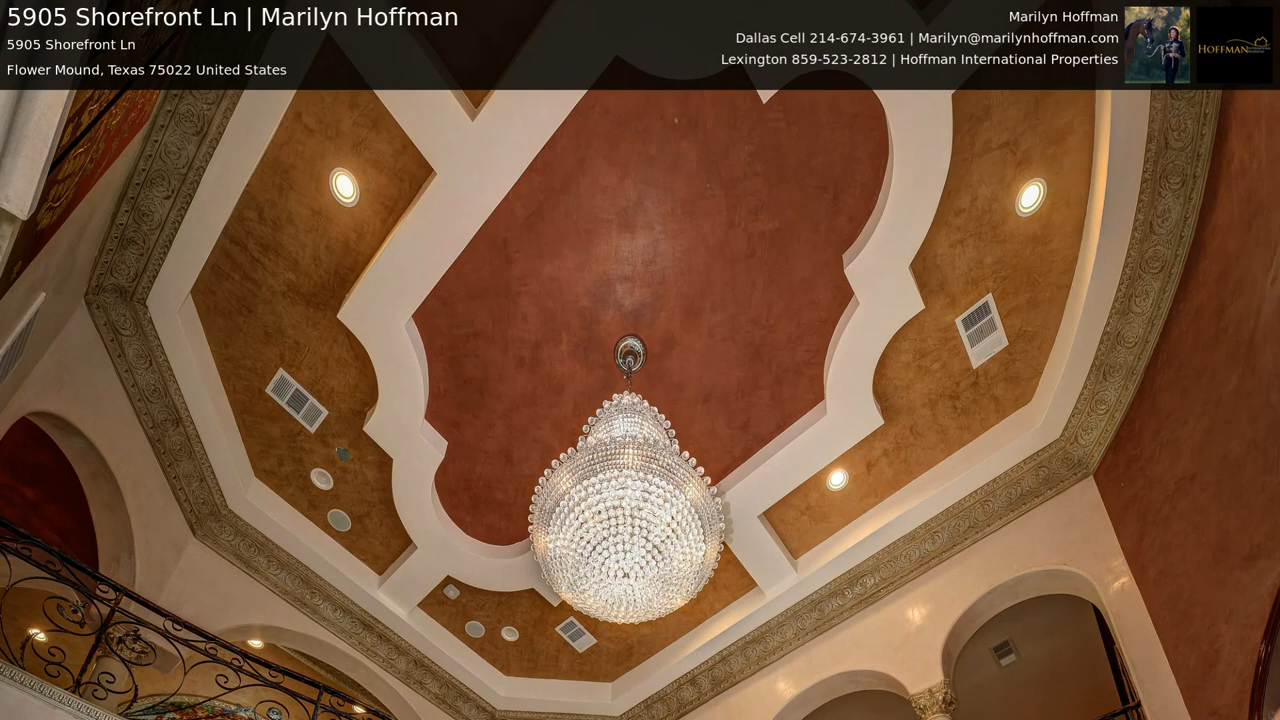 5905 Shorefront Ln | Marilyn Hoffman
5905 Shorefront Ln
Flower Mound, Texas 75022 United States
Marilyn Hoffman
Dallas Cell 214-674-3961 | Marilyn@marilynhoffman.com
Lexington 859-523-2812 | Hoffman International Properties
HOFFMAN